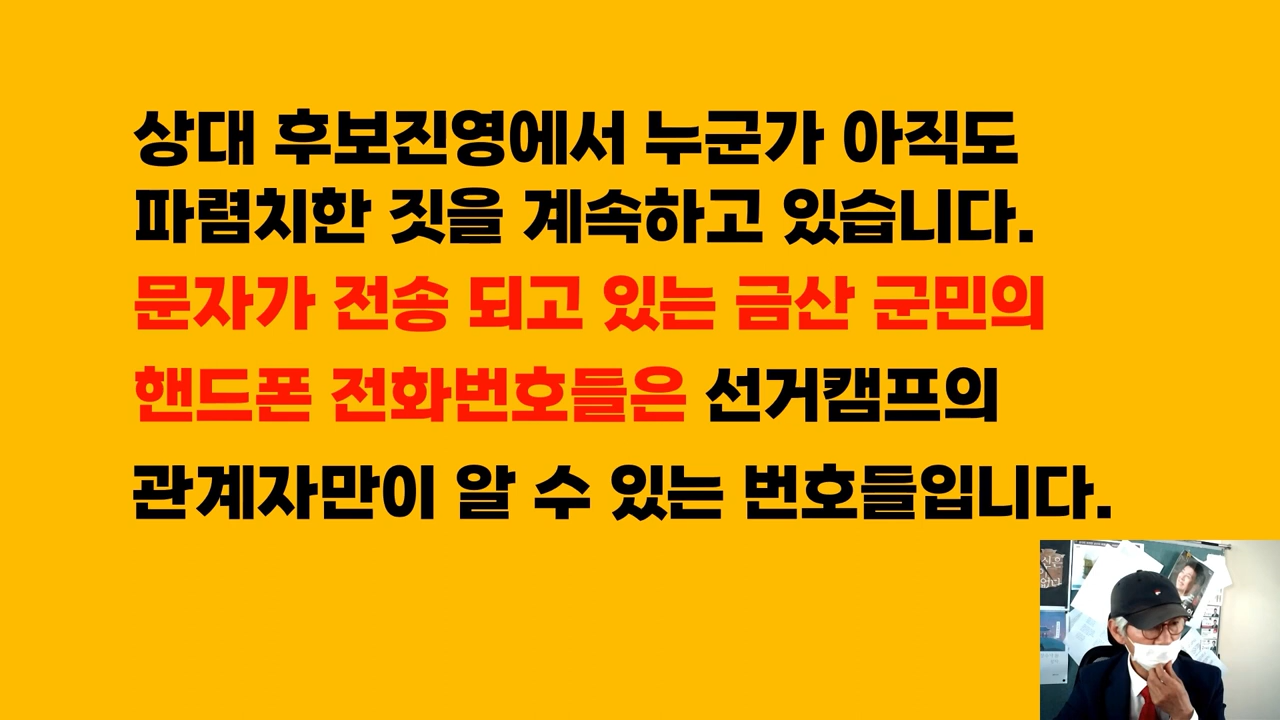 상대 후보진영에서 누군가 아직도
파렴치한 짓을 계속하고 있습니다.
문자가 전송 되고 있는 금산 군민의
핸드폰 전화번호들은 선거캠프의
관계자만이 알 수 있는 번호들입니다.